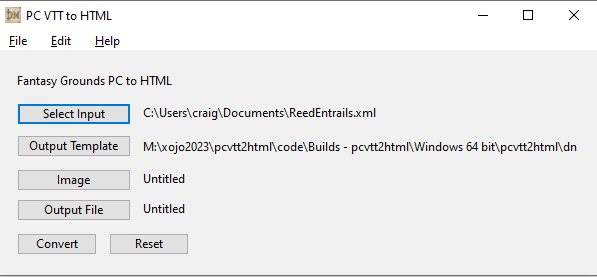 DM PC VTT to HTML
File Edit Help
Fantasy Grounds PC to HTML
Select Input C:\Users\craig\Documents\ReedEntrails.xml
Output Template M:\xojo2023\pcvtt2html\code\Builds - pcvtt2html\Windows 64 bit\pcvtt2html\dn
Image Untitled
Output File Untitled
Convert Reset